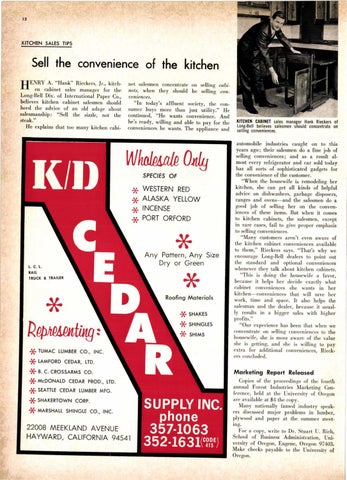 12
KITCHEN SALES TIPS
Sell the convenience of the kitchen
HENRY A. "Hank" Rieckers, Jr., kitch-
en cabinet sales manager for the
Long-Bell Div. of International Paper Co.,
believes kitchen cabinet salesmen should
heed the advice of an old adage about
salesmanship: "Sell the sizzle, not the
steak."
He explains that too many kitchen cabi-
net salesmen concentrate on selling cabi-
nets, when they should be selling con-
veniences.
"In today's affluent society, the con-
sumer buys more than just utility." He
continued, "He wants convenience. And
he's ready, willing and able to pay for the
conveniences he wants. The appliance and
KITCHEN CABINET sales manager Hank Rieckers of
Long-Bell believes salesmen should concentrate on
selling conveniences.
automobile industries caught on to this
years ago; their salesmen do a fine job of
selling conveniences; and as a result al-
most every refrigerator and car sold today
has all sorts of sophisticated gadgets for
the convenience of the customer.
"When the housewife is remodeling her
kitchen, she can get all kinds of helpful
advice on dishwashers, garbage disposers,
ranges and ovens—and the salesmen do a
good job of selling her on the conven-
iences of these items. But when it comes
to kitchen cabinets, the salesmen, except
in rare cases, fail to give proper emphasis
to selling conveniences.
"Many customers aren't even aware of
the kitchen cabinet conveniences available
to them," Rieckers says. "That's why we
encourage Long-Bell dealers to point out
the standard and optional conveniences
whenever they talk about kitchen cabinets.
"This is doing the housewife a favor,
because it helps her decide exactly what
cabinet conveniences she wants in her
kitchen—conveniences that will save her
work, time and space. It also helps the
salesman and the dealer, because it usual-
ly results in a bigger sales with higher
profits."
"Our experience has been that when we
concentrate on selling conveniences to the
housewife, she is more aware of the value
she is getting, and she is willing to pay
extra for additional conveniences, Rieck-
ers concluded.
Marketing Report Released
Copies of the proceedings of the fourth
annual Forest Industries Marketing Con-
ference, held at the University of Oregon
are available at $4 the copy.
Many nationally famed industry speak-
ers discussed major problems in lumber,
plywood and paper at the summer meet-
ing.
For a copy, write to Dr. Stuart U. Rich,
School of Business Administration, Uni-
versity of Oregon, Eugene, Oregon 97403.
Make checks payable to the University of
Oregon.
K/D
CEDAR
SUPPLY INC.
phone
357-1063
352-1631 (CODE 415)
Wholesale Only
SPECIES OF
* WESTERN RED
* ALASKA YELLOW
* INCENSE
* PORT ORFORD
Any Pattern, Any Size
Dry or Green
Roofing Materials
* SHAKES
* SHINGLES
* SHIMS
L. C. L.
RAIL
TRUCK & TRAILER
Representing:
* TUMAC LUMBER CO., INC.
* LAMFORD CEDAR, LTD.
* B. C. CROSSARMS CO.
* McDONALD CEDAR PROD., LTD.
* SEATTLE CEDAR LUMBER MFG.
* SHAKERTOWN CORP.
* MARSHALL SHINGLE CO., INC.
22008 MEEKLAND AVENUE
HAYWARD, CALIFORNIA 94541